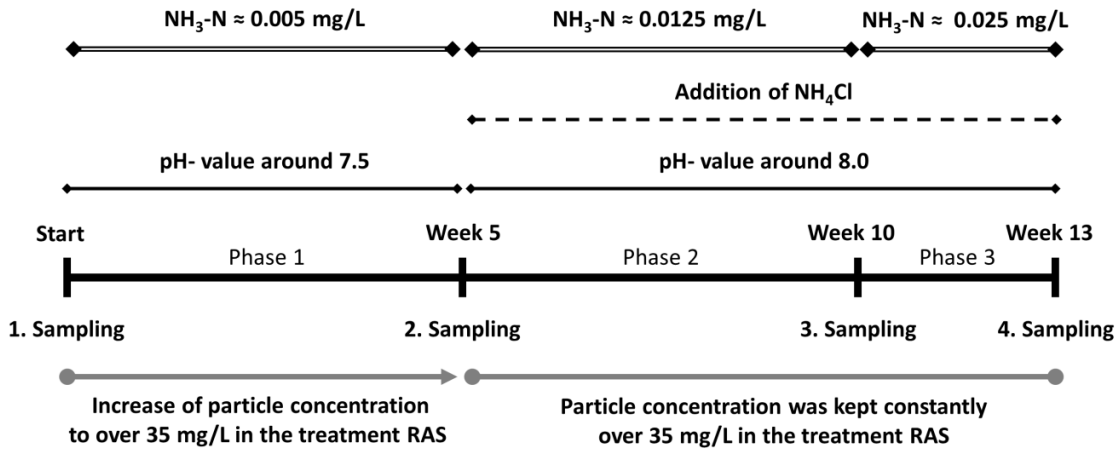 NH₃-N ≈ 0.005 mg/L
NH₃-N ≈ 0.0125 mg/L
NH₃-N ≈ 0.025 mg/L
Addition of NH₄Cl
pH- value around 7.5
pH- value around 8.0
Start
Week 5
Week 10
Week 13
Phase 1
Phase 2
Phase 3
1. Sampling
2. Sampling
3. Sampling
4. Sampling
Increase of particle concentration
to over 35 mg/L in the treatment RAS
Particle concentration was kept constantly
over 35 mg/L in the treatment RAS